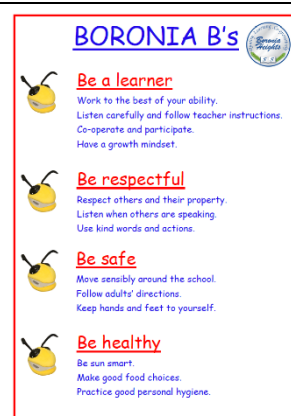 BORONIA B's
Boronia
Heights
Be a learner
Work to the best of your ability.
Listen carefully and follow teacher instructions.
Co-operate and participate.
Have a growth mindset.
Be respectful
Respect others and their property.
Listen when others are speaking.
Use kind words and actions.
Be safe
Move sensibly around the school.
Follow adults' directions.
Keep hands and feet to yourself.
Be healthy
Be sun smart.
Make good food choices.
Practice good personal hygiene.